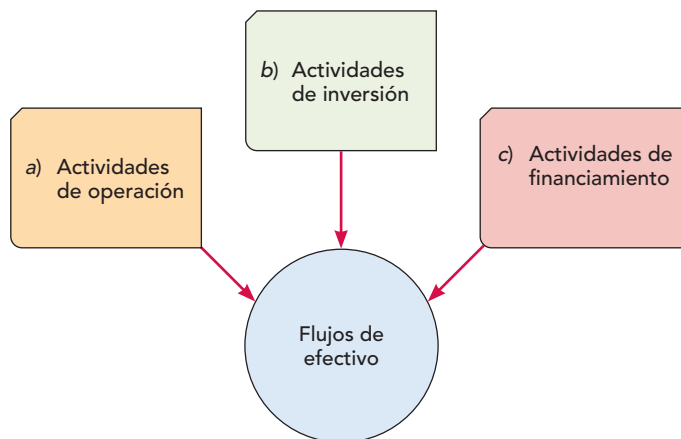 a) Actividades
de operación
b) Actividades
de inversión
c) Actividades de
financiamiento
Flujos de
efectivo